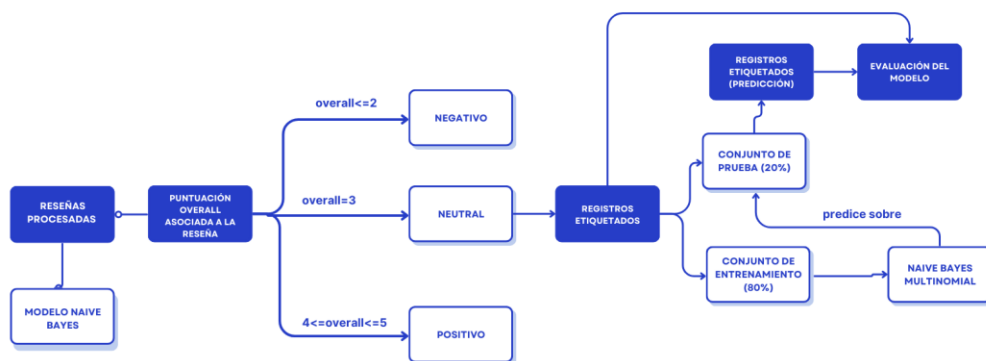 RESEÑAS
PROCESADAS
MODELO NAIVE
BAYES
PUNTUACIÓN
OVERALL
ASOCIADA A LA
RESEÑA
overall<=2
NEGATIVO
overall=3
NEUTRAL
4<=overall<=5
POSITIVO
REGISTROS
ETIQUETADOS
REGISTROS
ETIQUETADOS
(PREDICCIÓN)
EVALUACIÓN DEL
MODELO
CONJUNTO DE
PRUEBA (20%)
predice sobre
CONJUNTO DE
ENTRENAMIENTO
(80%)
NAIVE BAYES
MULTINOMIAL